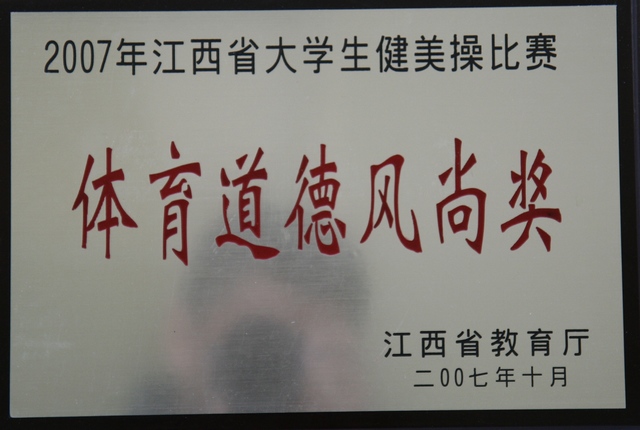 2007年江西省大学生健美操比赛
体育道德风尚奖
江西省教育厅
二00七年十月